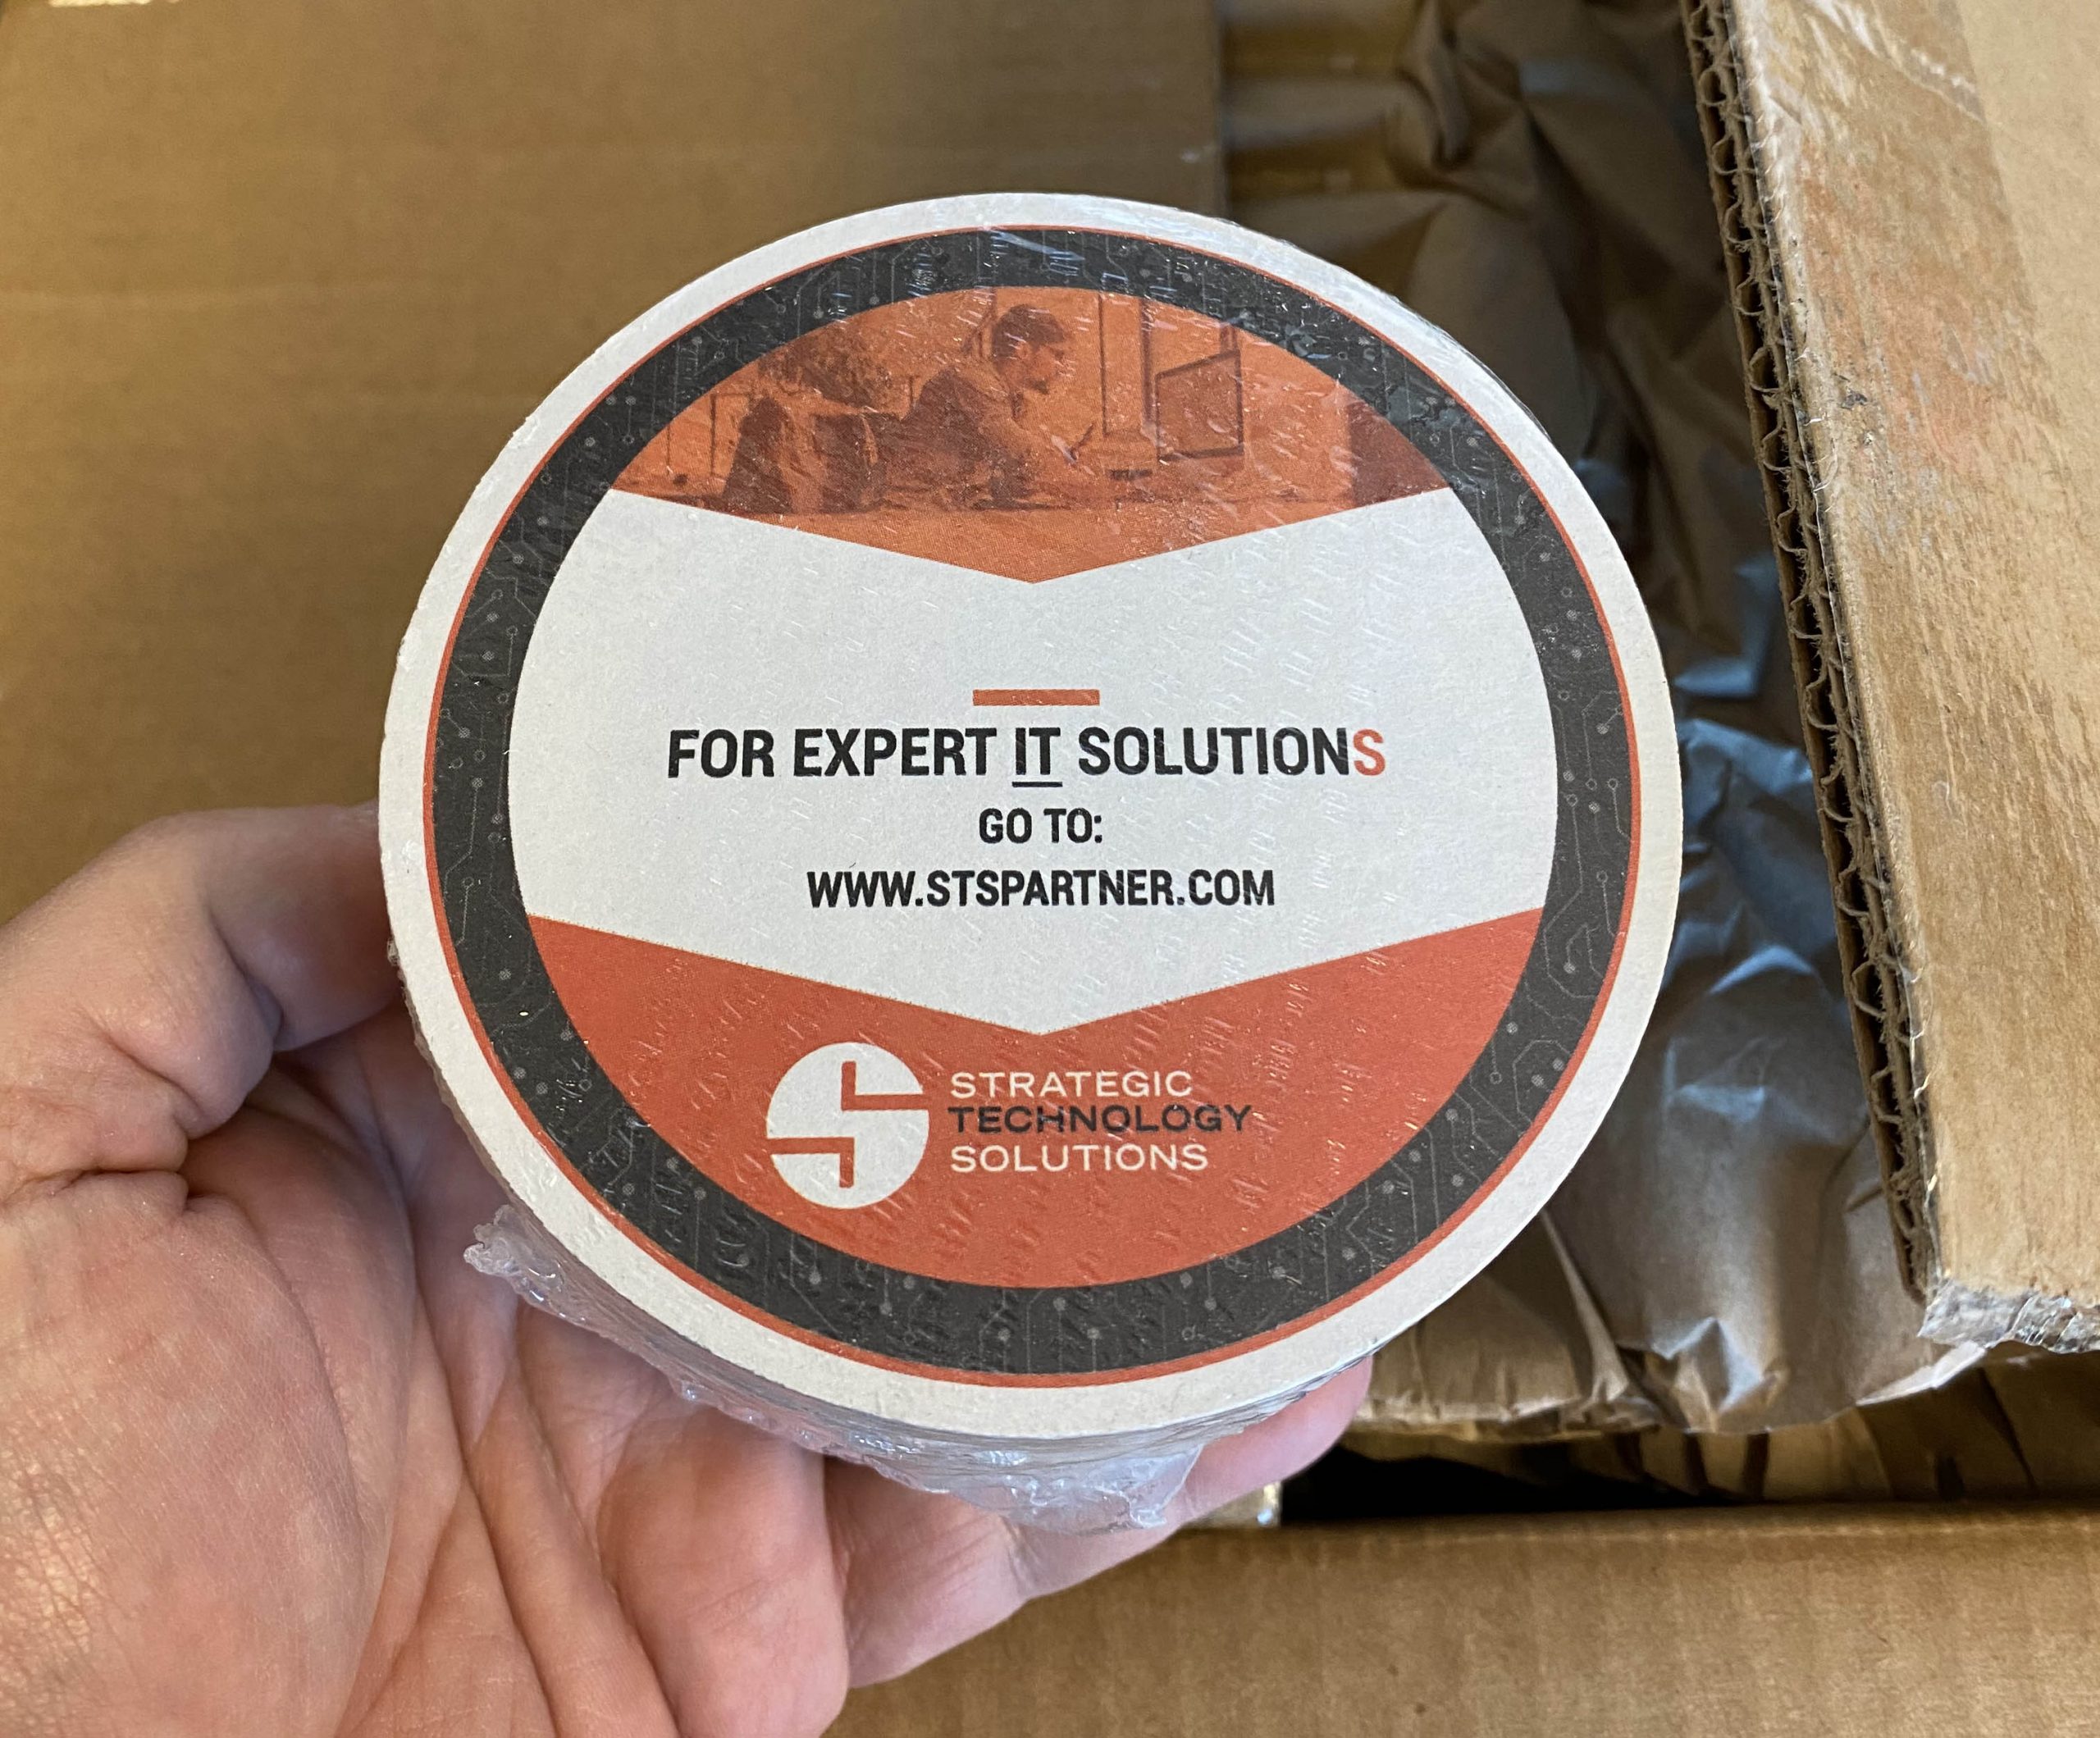 FOR EXPERT IT SOLUTIONS
GO TO:
WWW.STSPARTNER.COM
STRATEGIC
TECHNOLOGY
SOLUTIONS